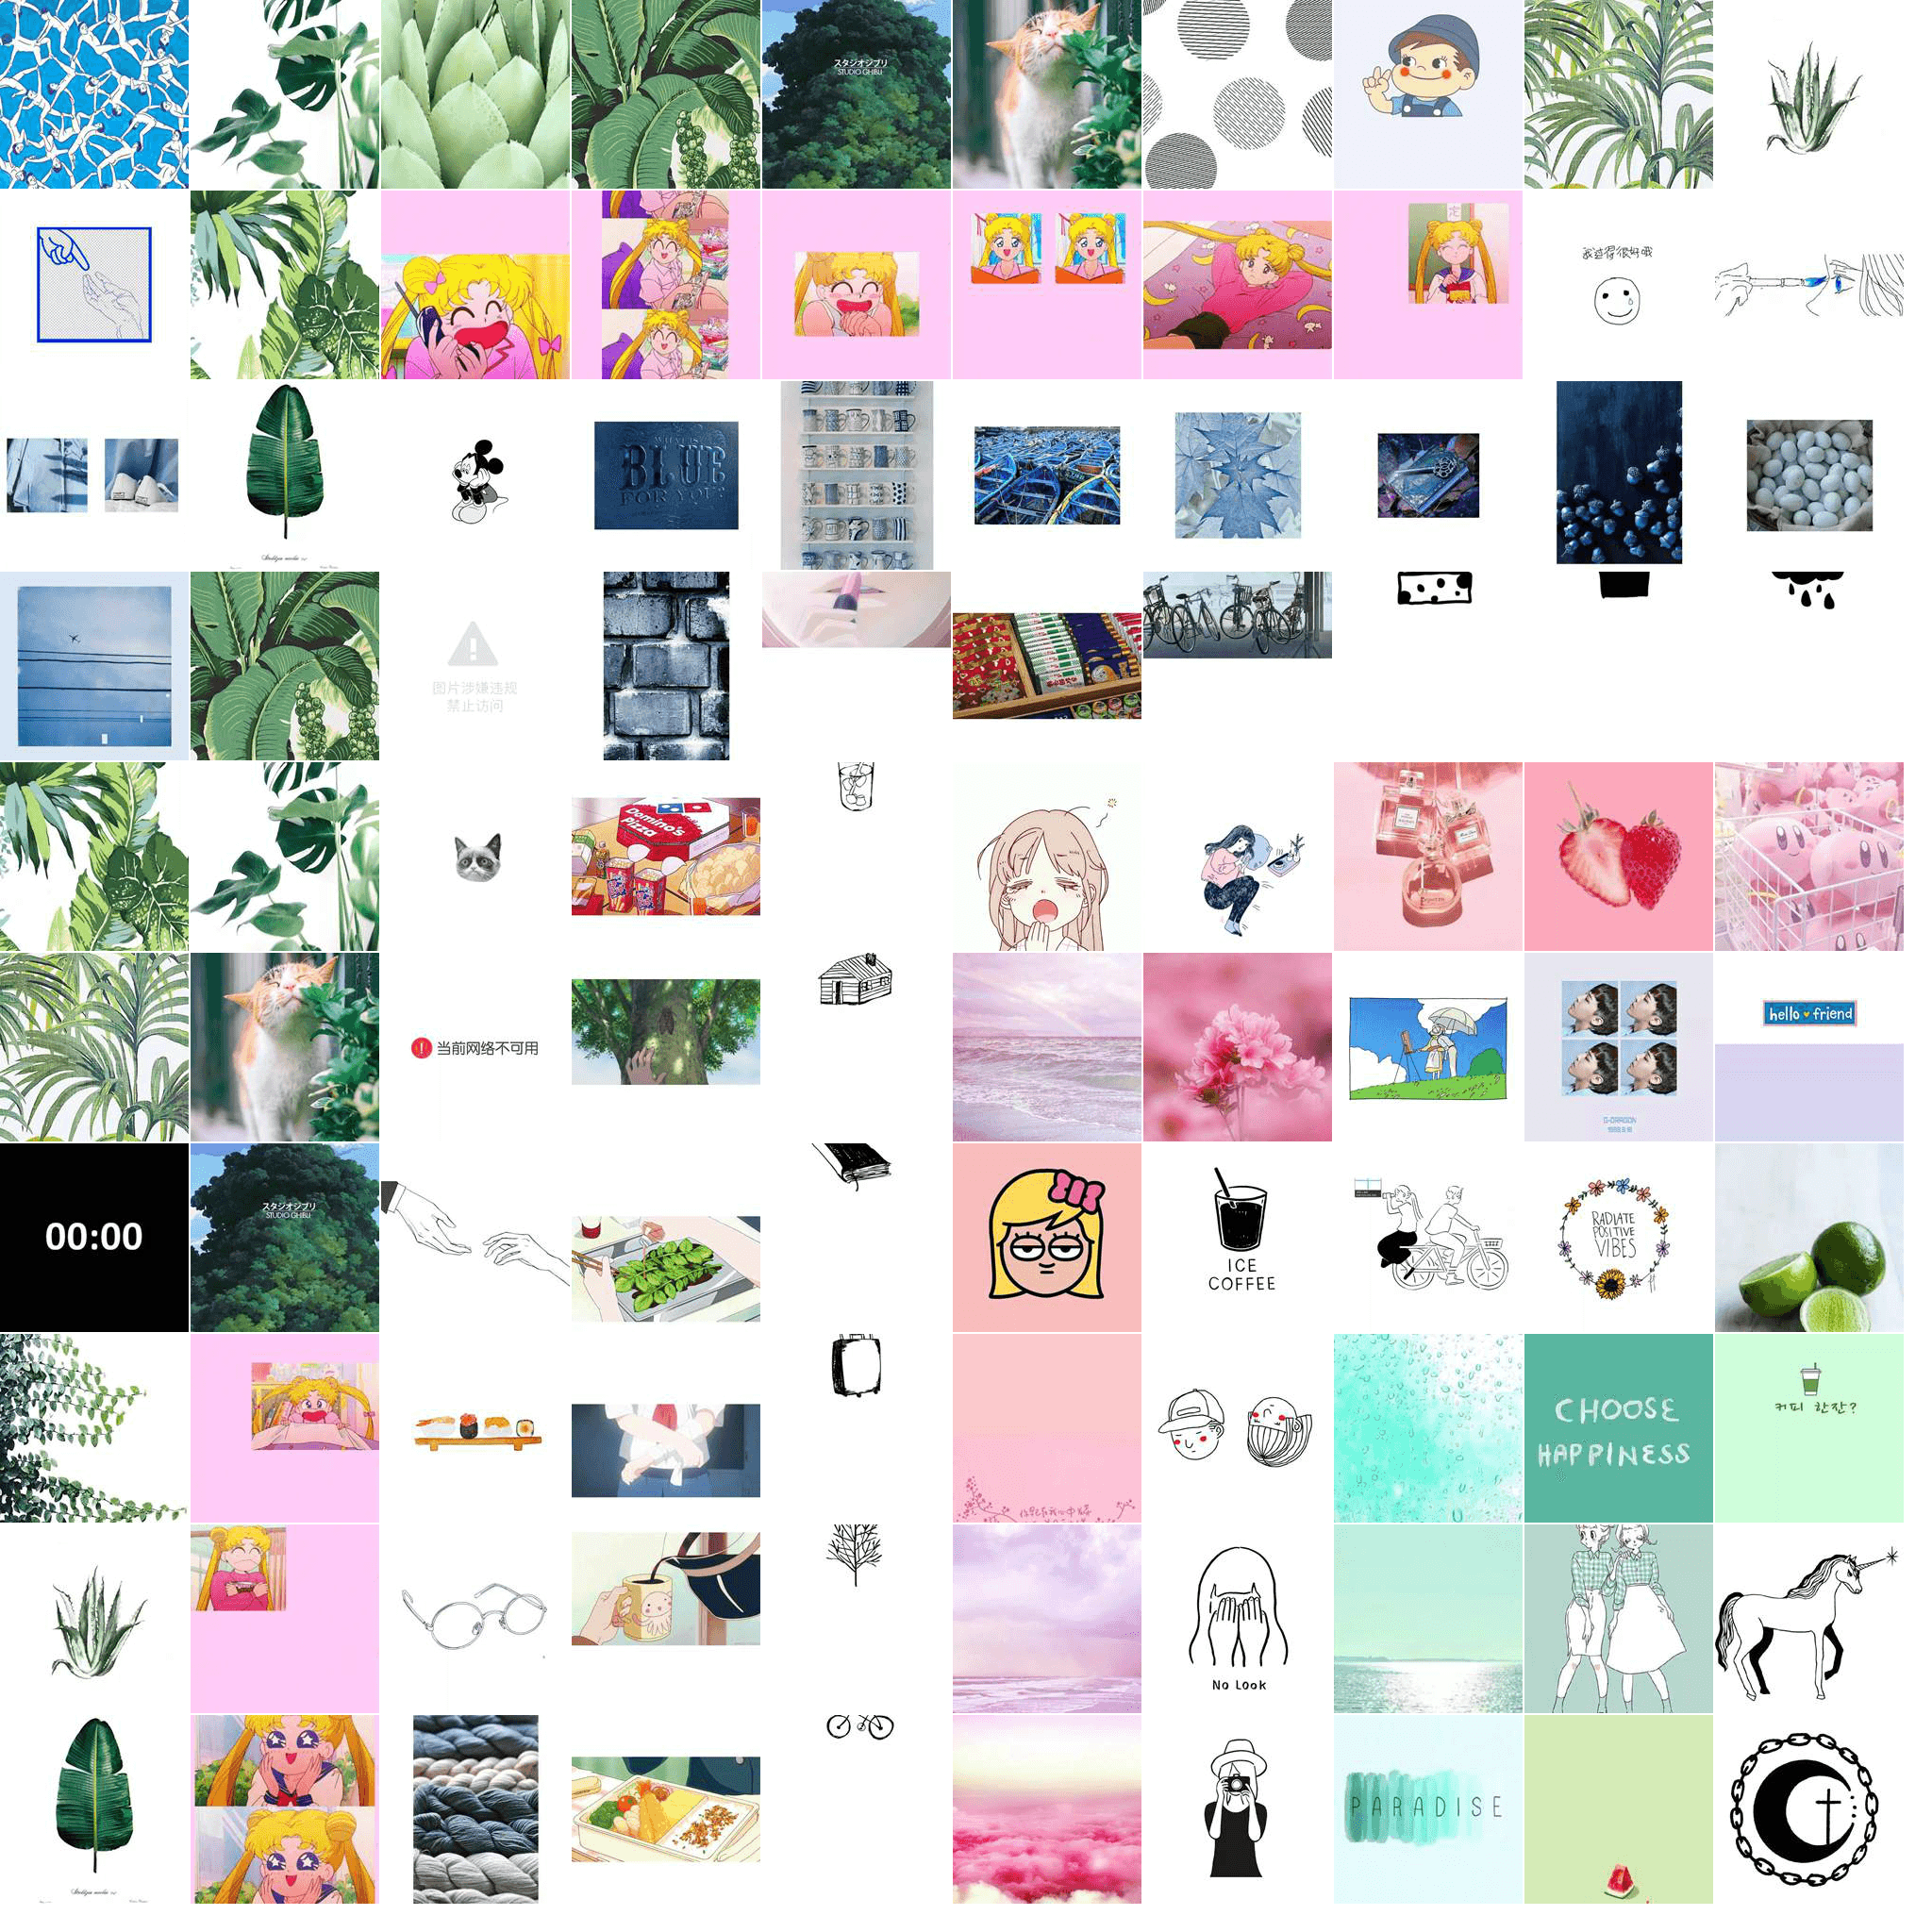 スタジオジブリ
STUDIO GHIBLI
定
我过得很好哦
BLUE
FOR YOU
图片涉嫌违规
禁止访问
Domino's
Pizza
当前网络不可用
hello friend
G-DRAGON
00:00
スタジオジブリ
STUDIO GHIBLI
ICE
COFFEE
RADIATE
POSITIVE
VIBES
CHOOSE
HAPPINESS
커피 한잔?
No Look
PARADISE